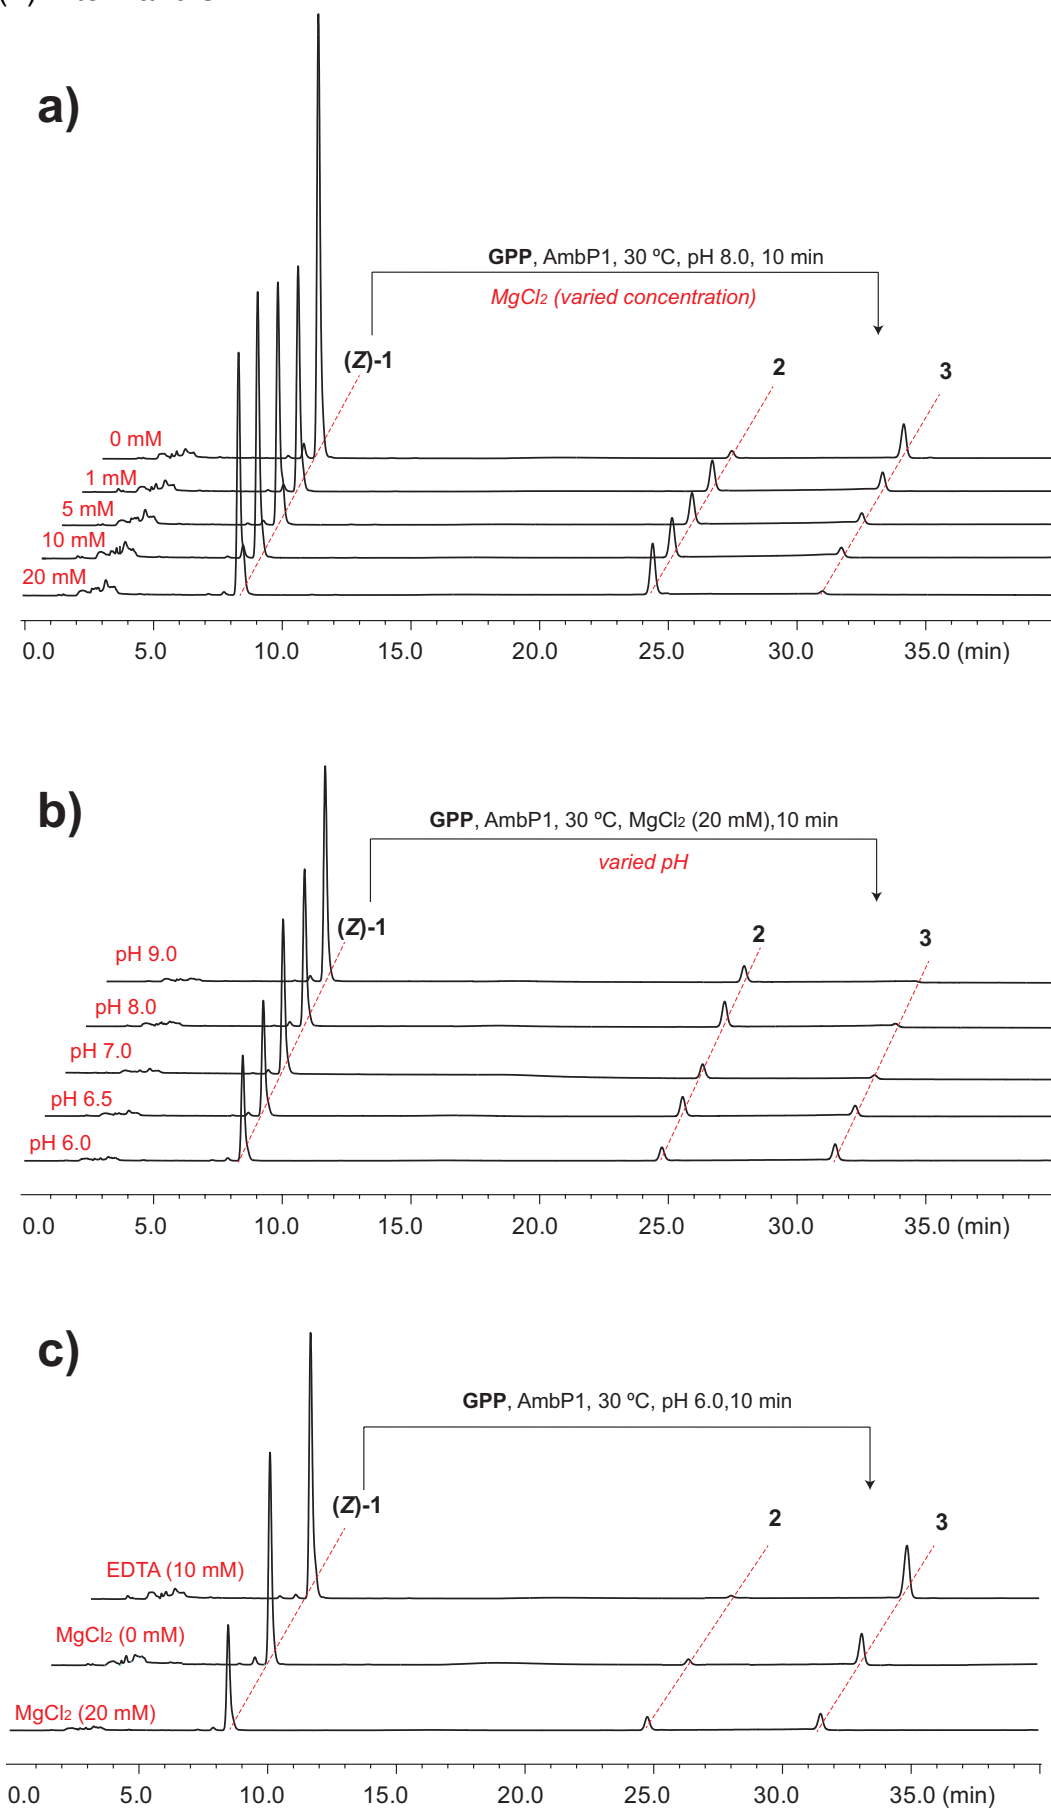 a)
GPP, AmbP1, 30 ºC, pH 8.0, 10 min
MgCl2 (varied concentration)
(Z)-1
2
3
0 mM
1 mM
5 mM
10 mM
20 mM
0.0 5.0 10.0 15.0 20.0 25.0 30.0 35.0 (min)
b)
GPP, AmbP1, 30 ºC, MgCl2 (20 mM),10 min
varied pH
(Z)-1
2
3
pH 9.0
pH 8.0
pH 7.0
pH 6.5
pH 6.0
0.0 5.0 10.0 15.0 20.0 25.0 30.0 35.0 (min)
c)
GPP, AmbP1, 30 ºC, pH 6.0,10 min
(Z)-1
2
3
EDTA (10 mM)
MgCl2 (0 mM)
MgCl2 (20 mM)
0.0 5.0 10.0 15.0 20.0 25.0 30.0 35.0 (min)